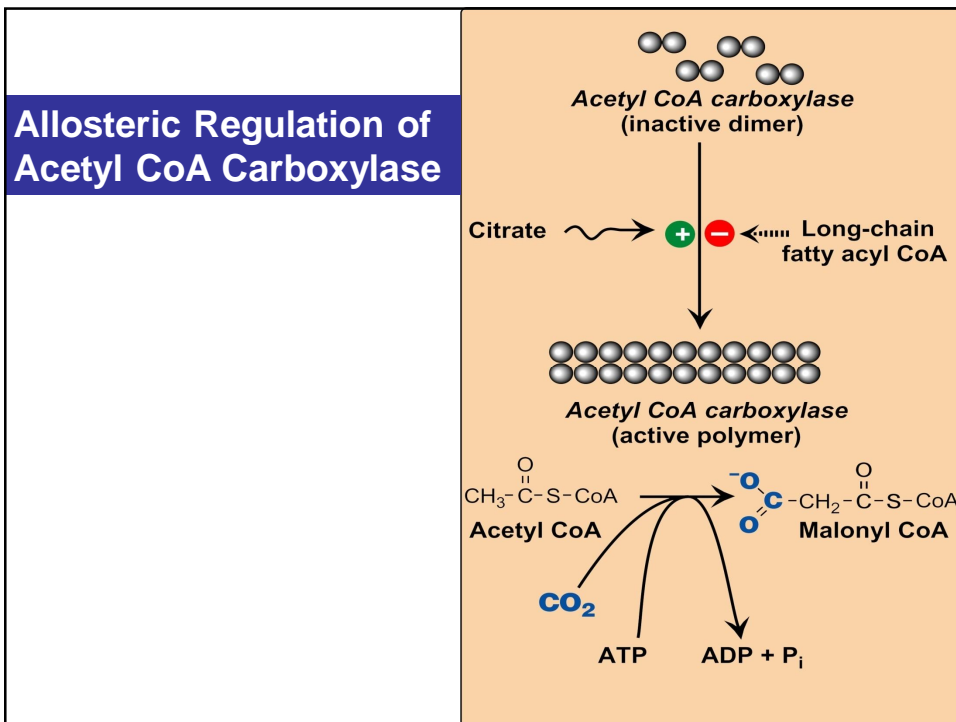 Allosteric Regulation of
Acetyl CoA Carboxylase
Acetyl CoA carboxylase
(inactive dimer)
Citrate + − Long-chain
fatty acyl CoA
Acetyl CoA carboxylase
(active polymer)
O
CH₃-C-S-CoA
Acetyl CoA
⁻O O
C-CH₂-C-S-CoA
O
Malonyl CoA
CO₂
ATP ADP + Pᵢ